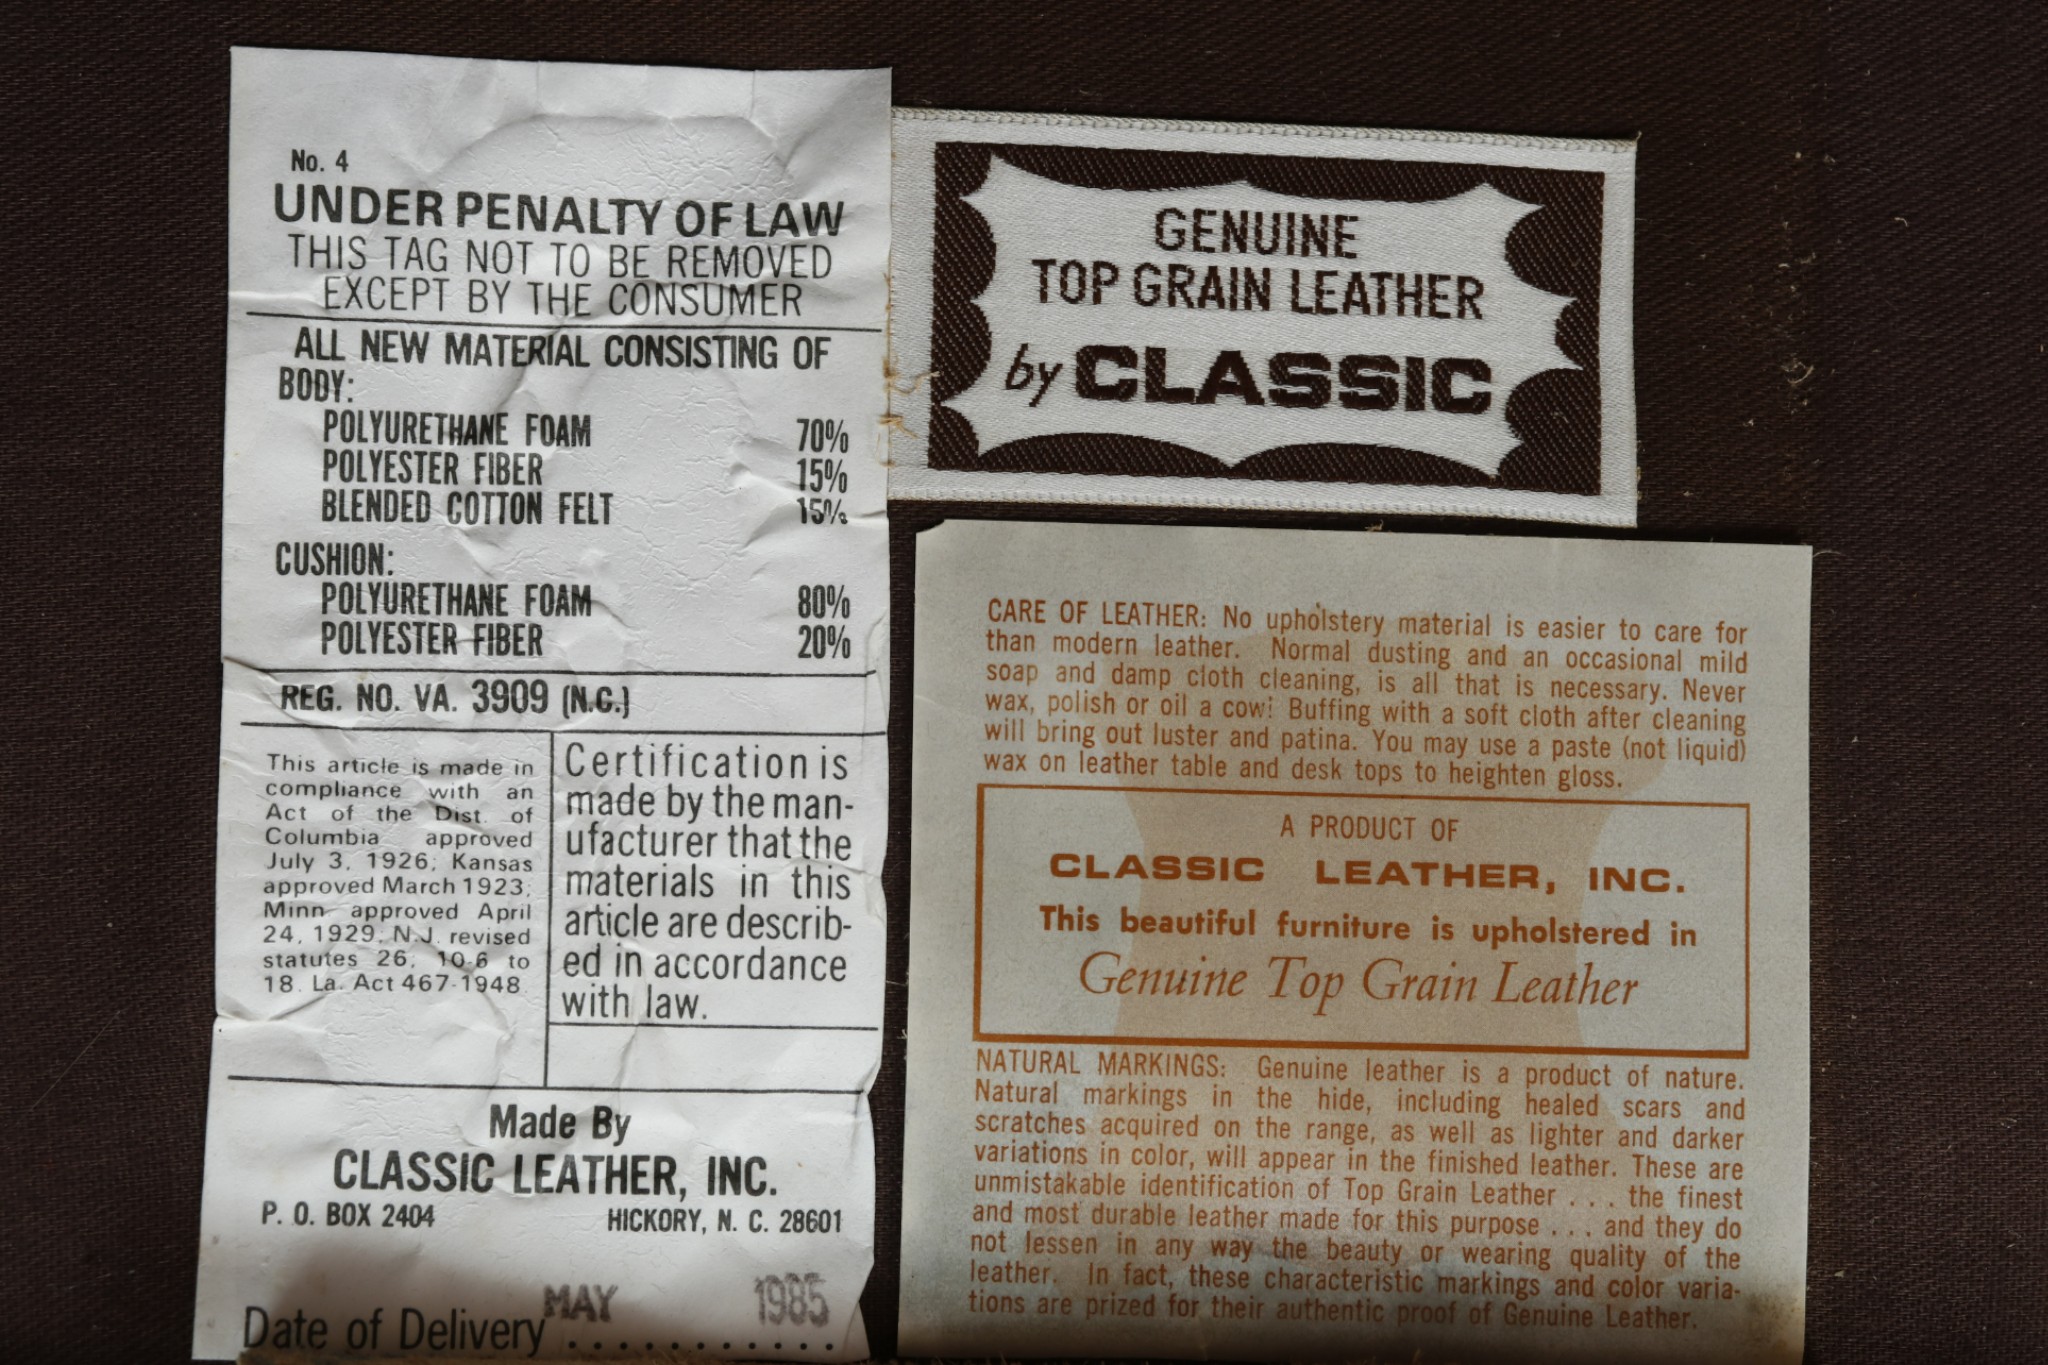 No. 4
UNDER PENALTY OF LAW
THIS TAG NOT TO BE REMOVED
EXCEPT BY THE CONSUMER
ALL NEW MATERIAL CONSISTING OF
BODY:
POLYURETHANE FOAM 70%
POLYESTER FIBER 15%
BLENDED COTTON FELT 15%
CUSHION:
POLYURETHANE FOAM 80%
POLYESTER FIBER 20%
REG. NO. VA. 3909 (N.C.)
This article is made in
compliance with an
Act of the Dist. of
Columbia approved
July 3, 1926; Kansas
approved March 1923;
Minn approved April
24, 1929; N.J. revised
statutes 26; 10-6 to
18. La. Act 467-1948
Certification is
made by the man-
ufacturer that the
materials in this
article are describ-
ed in accordance
with law.
Made By
CLASSIC LEATHER, INC.
P. O. BOX 2404 HICKORY, N. C. 28601
MAY 1985
Date of Delivery ...........
GENUINE
TOP GRAIN LEATHER
by CLASSIC
CARE OF LEATHER: No upholstery material is easier to care for
than modern leather. Normal dusting and an occasional mild
soap and damp cloth cleaning, is all that is necessary. Never
wax, polish or oil a cow! Buffing with a soft cloth after cleaning
will bring out luster and patina. You may use a paste (not liquid)
wax on leather table and desk tops to heighten gloss.
A PRODUCT OF
CLASSIC LEATHER, INC.
This beautiful furniture is upholstered in
Genuine Top Grain Leather
NATURAL MARKINGS: Genuine leather is a product of nature.
Natural markings in the hide, including healed scars and
scratches acquired on the range, as well as lighter and darker
variations in color, will appear in the finished leather. These are
unmistakable identification of Top Grain Leather . . . the finest
and most durable leather made for this purpose . . . and they do
not lessen in any way the beauty or wearing quality of the
leather. In fact, these characteristic markings and color varia-
tions are prized for their authentic proof of Genuine Leather.